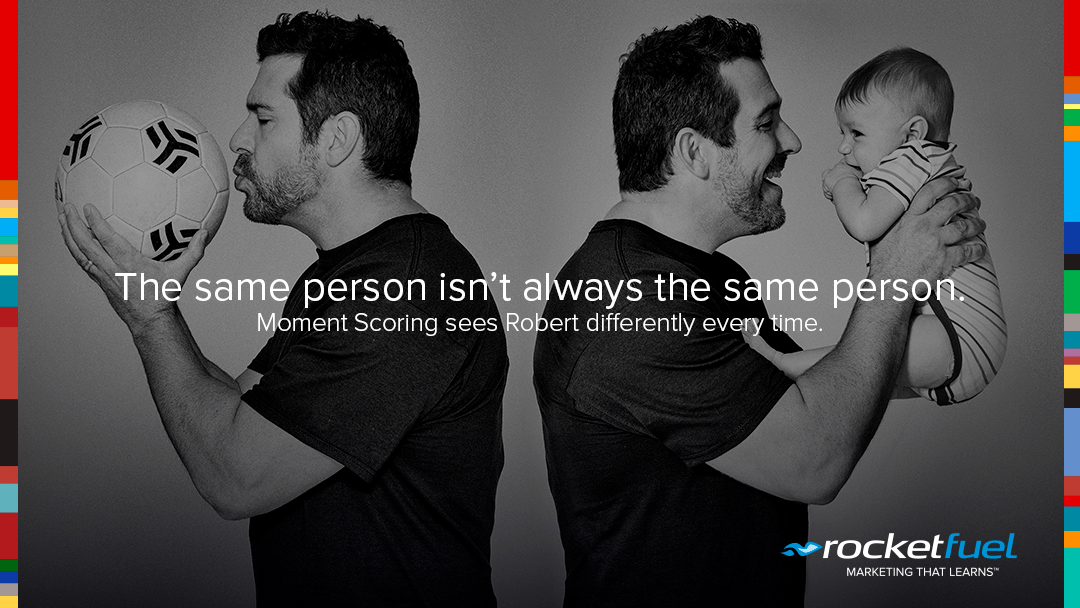 The same person isn't always the same person.
Moment Scoring sees Robert differently every time.
rocketfuel
MARKETING THAT LEARNS™